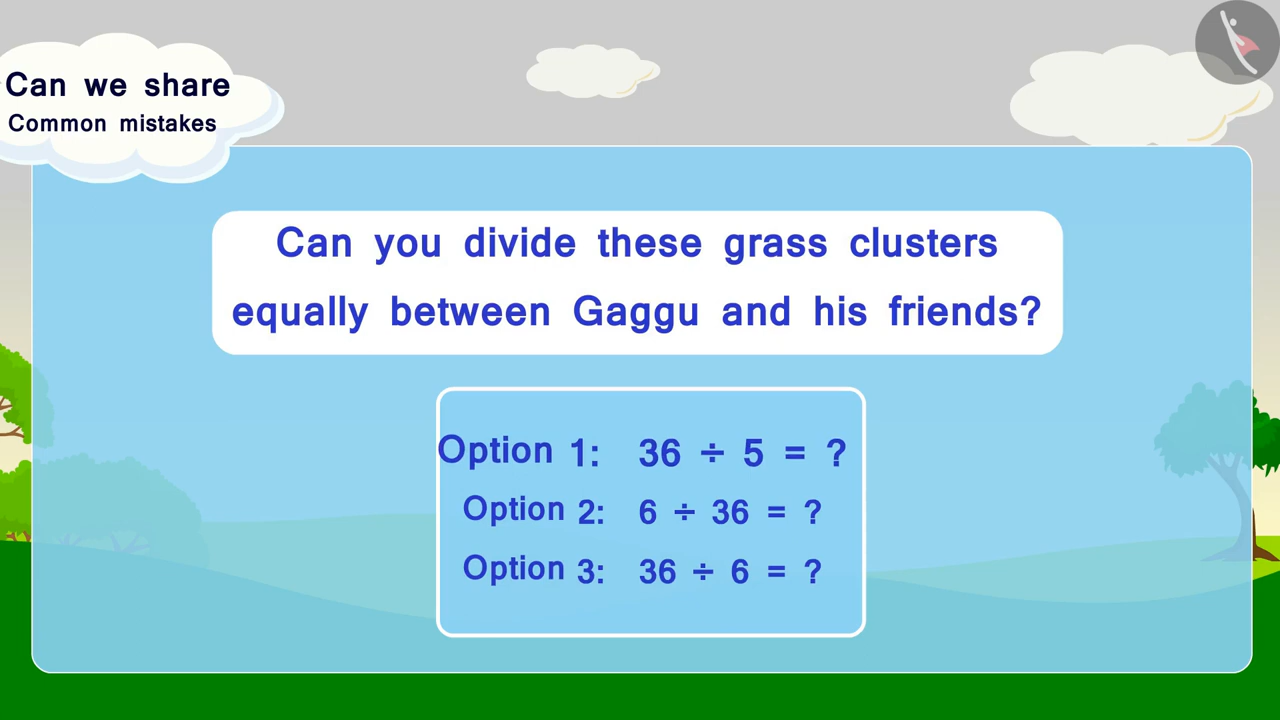 Can we share
Common mistakes
Can you divide these grass clusters
equally between Gaggu and his friends?
Option 1: 36 ÷ 5 = ?
Option 2: 6 ÷ 36 = ?
Option 3: 36 ÷ 6 = ?